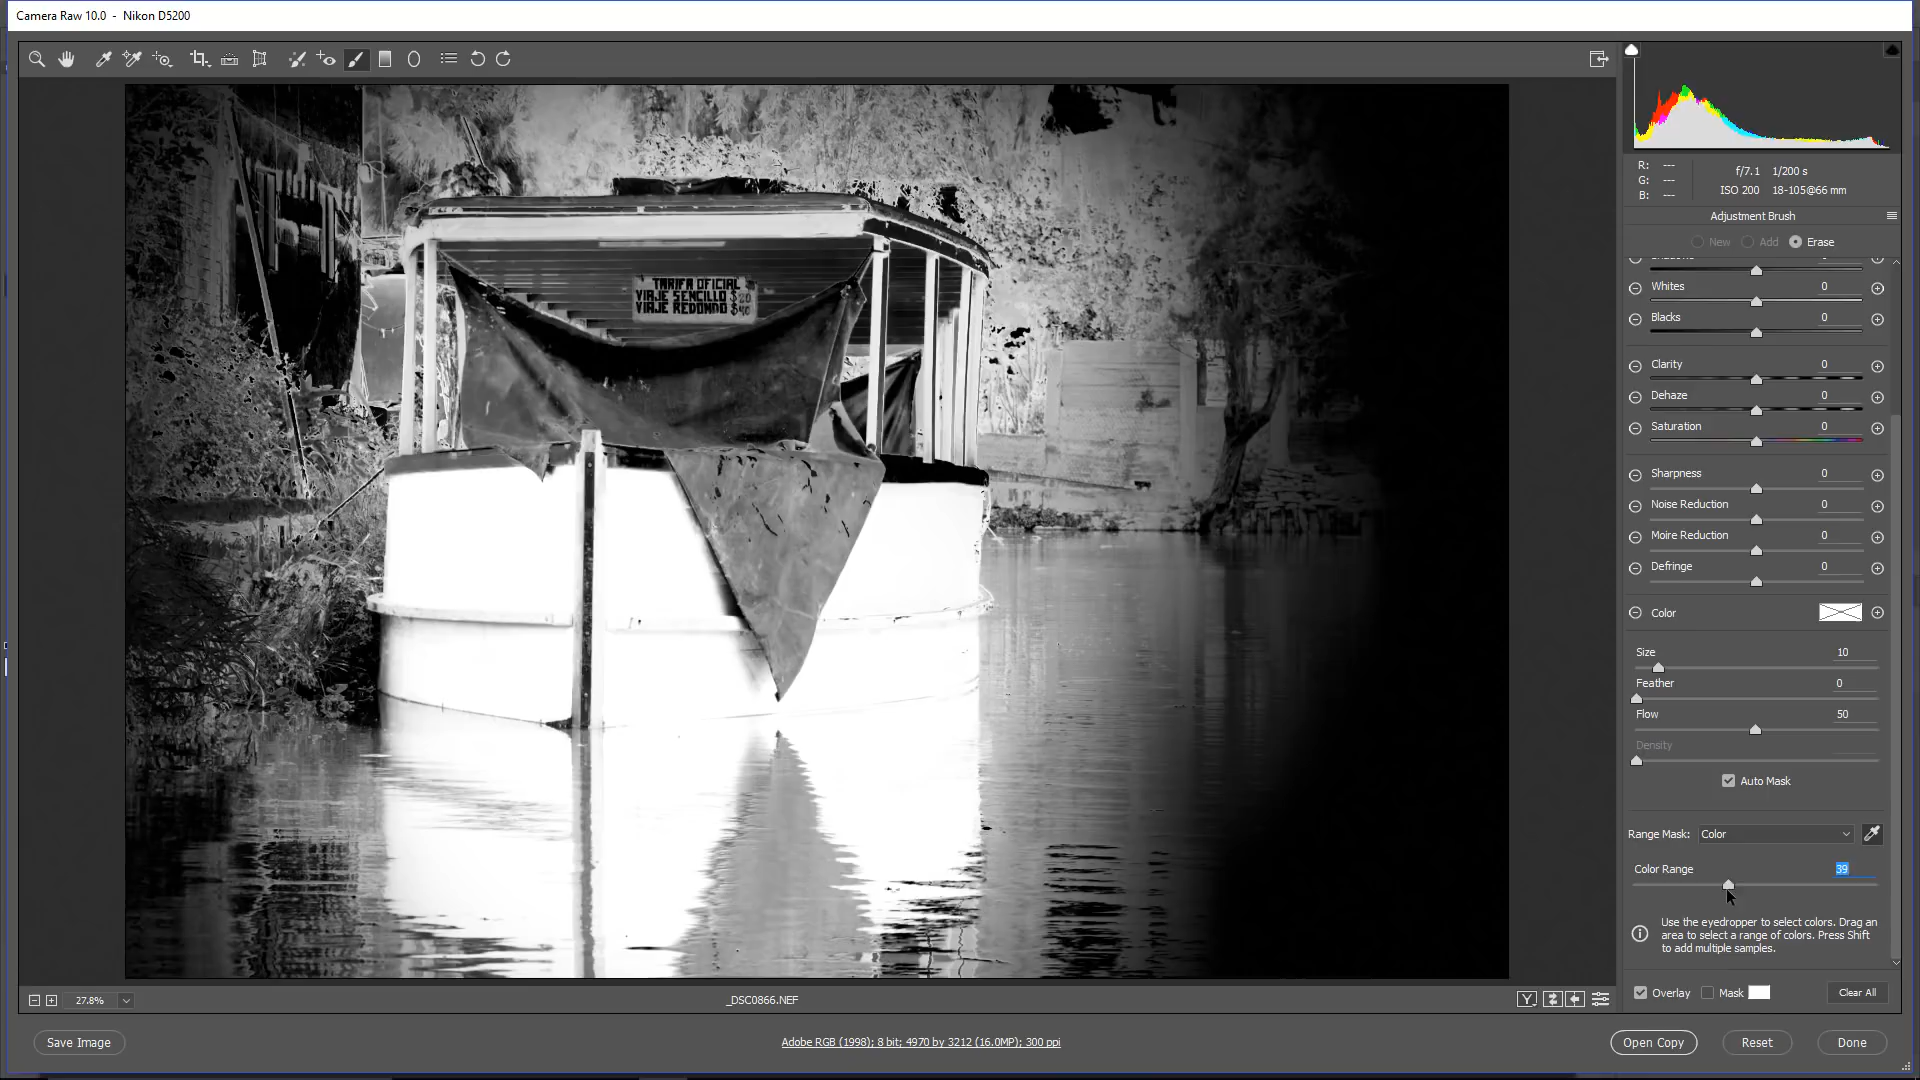 Camera Raw 10.0 - Nikon D5200
R: ---
G: ---
B: ---
f/7.1 1/200 s
ISO 200 18-105@66 mm
Adjustment Brush
New Add Erase
Whites 0
Blacks 0
Clarity 0
Dehaze 0
Saturation 0
Sharpness 0
Noise Reduction 0
Moire Reduction 0
Defringe 0
Color
Size 10
Feather 0
Flow 50
Density
Auto Mask
Range Mask: Color
Color Range 39
Use the eyedropper to select colors. Drag an
area to select a range of colors. Press Shift
to add multiple samples.
Overlay Mask Clear All
TARIFA OFICIAL
VIAJE SENCILLO $20
VIAJE REDONDO $40
27.8% _DSC0866.NEF Y
Save Image Adobe RGB (1998); 8 bit; 4970 by 3212 (16.0MP); 300 ppi Open Copy Reset Done